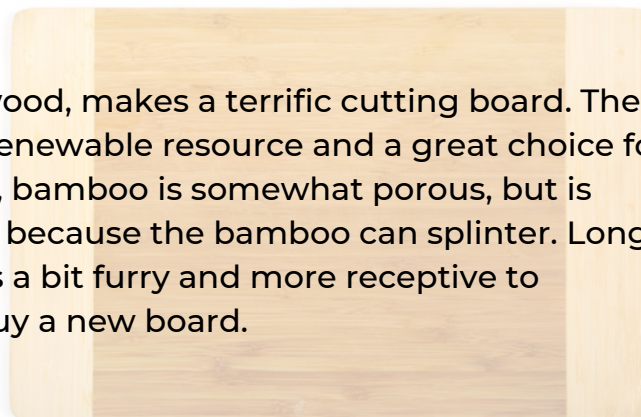 makes a terrific cutting board. The
resource and a great choice
bamboo is somewhat porous, but is
because the bamboo can splinter. Long
a bit furry and more receptive to
a new board.